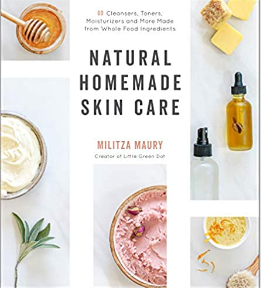 60 Cleansers, Toners,
Moisturizers and More Made
from Whole Food Ingredients
NATURAL
HOMEMADE
SKIN CARE
MILITZA MAURY
Creator of Little Green Dot